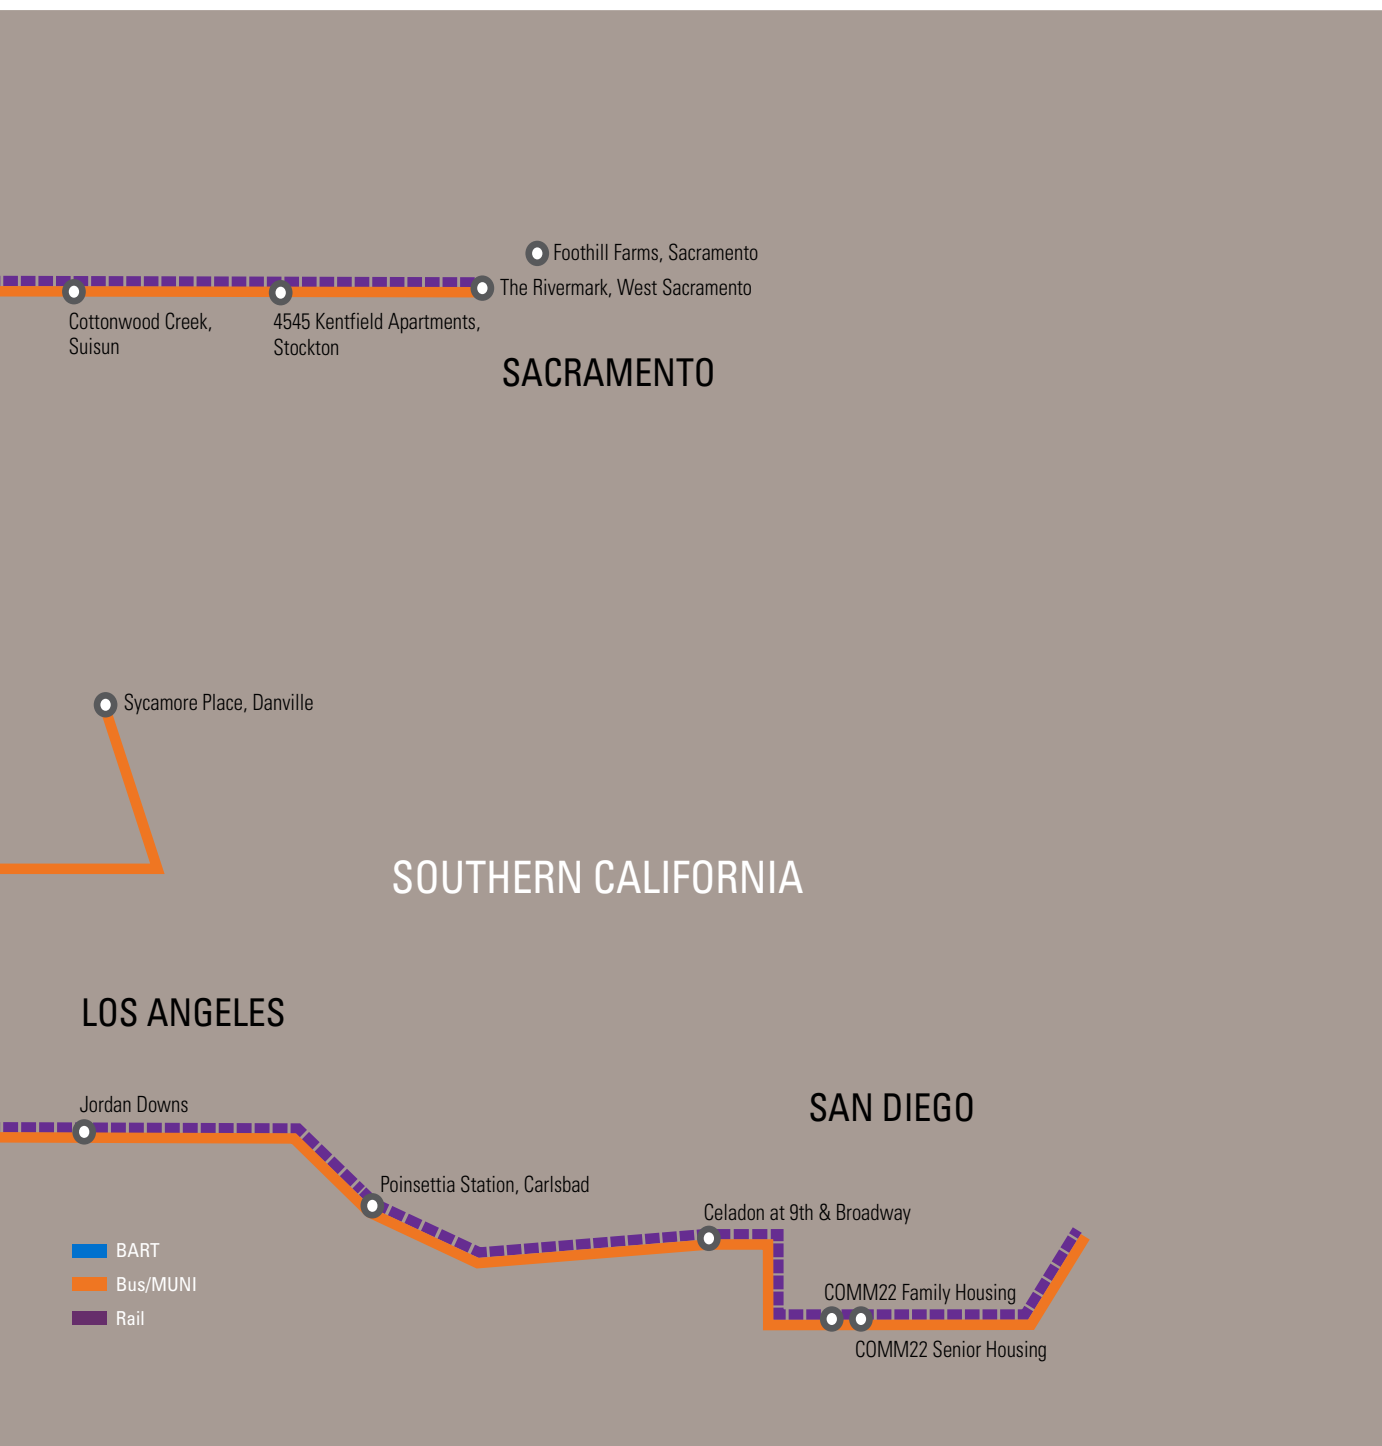 Foothill Farms, Sacramento
The Rivermark, West Sacramento
Cottonwood Creek,
Suisun
4545 Kentfield Apartments,
Stockton
SACRAMENTO
Sycamore Place, Danville
SOUTHERN CALIFORNIA
LOS ANGELES
Jordan Downs
SAN DIEGO
Poinsettia Station, Carlsbad
Celadon at 9th & Broadway
BART
Bus/MUNI
Rail
COMM22 Family Housing
COMM22 Senior Housing